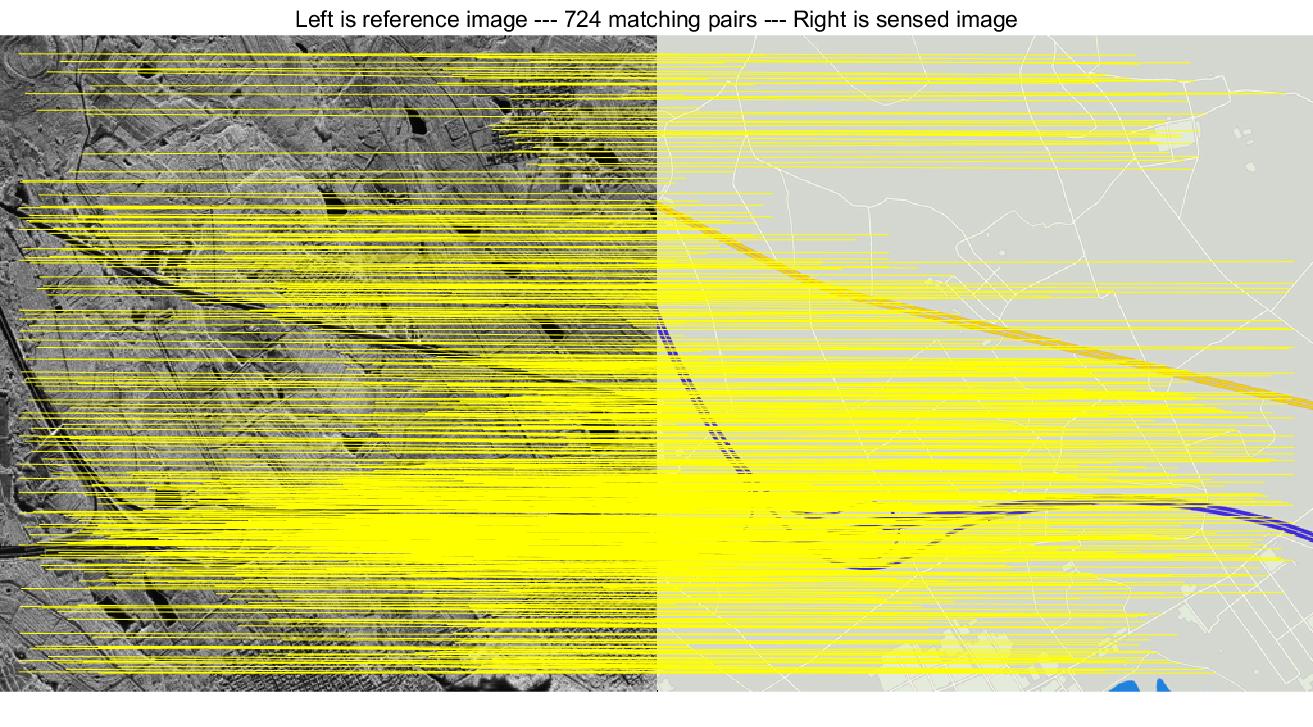 Left is reference image --- 724 matching pairs --- Right is sensed image